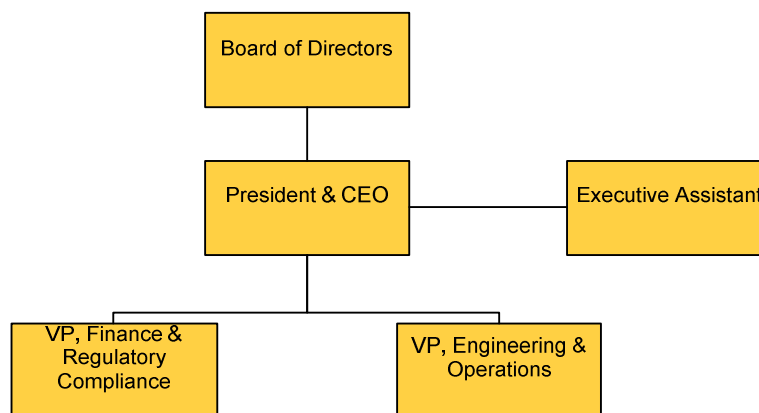 Board of Directors
President & CEO
Executive Assistant
VP, Finance &
Regulatory
Compliance
VP, Engineering &
Operations